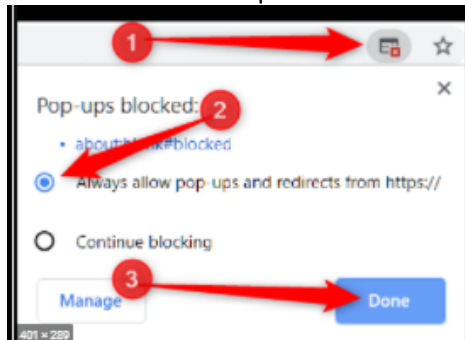 1
Pop-ups blocked: 2
• about:blank#blocked
Always allow pop-ups and redirects from https://
Continue blocking
3
Manage Done
401 × 289